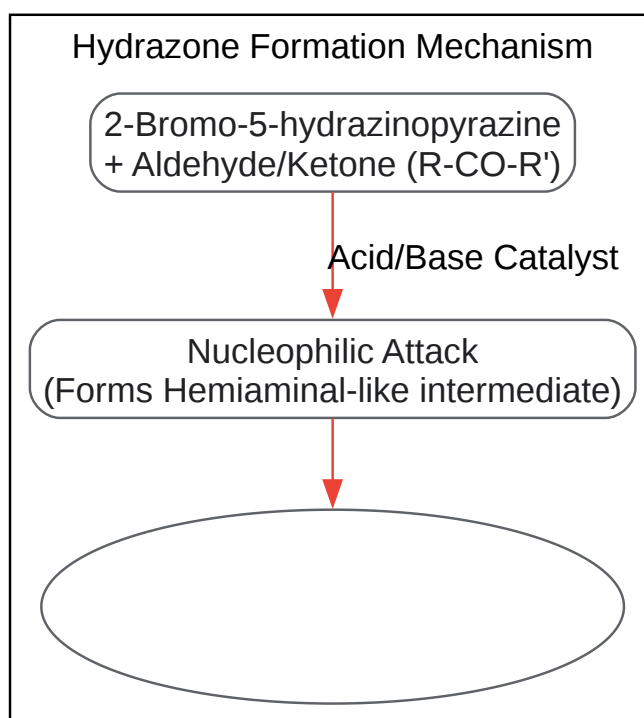 Hydrazone Formation Mechanism
2-Bromo-5-hydrazinopyrazine
+ Aldehyde/Ketone (R-CO-R')
Acid/Base Catalyst
Nucleophilic Attack
(Forms Hemiaminal-like intermediate)